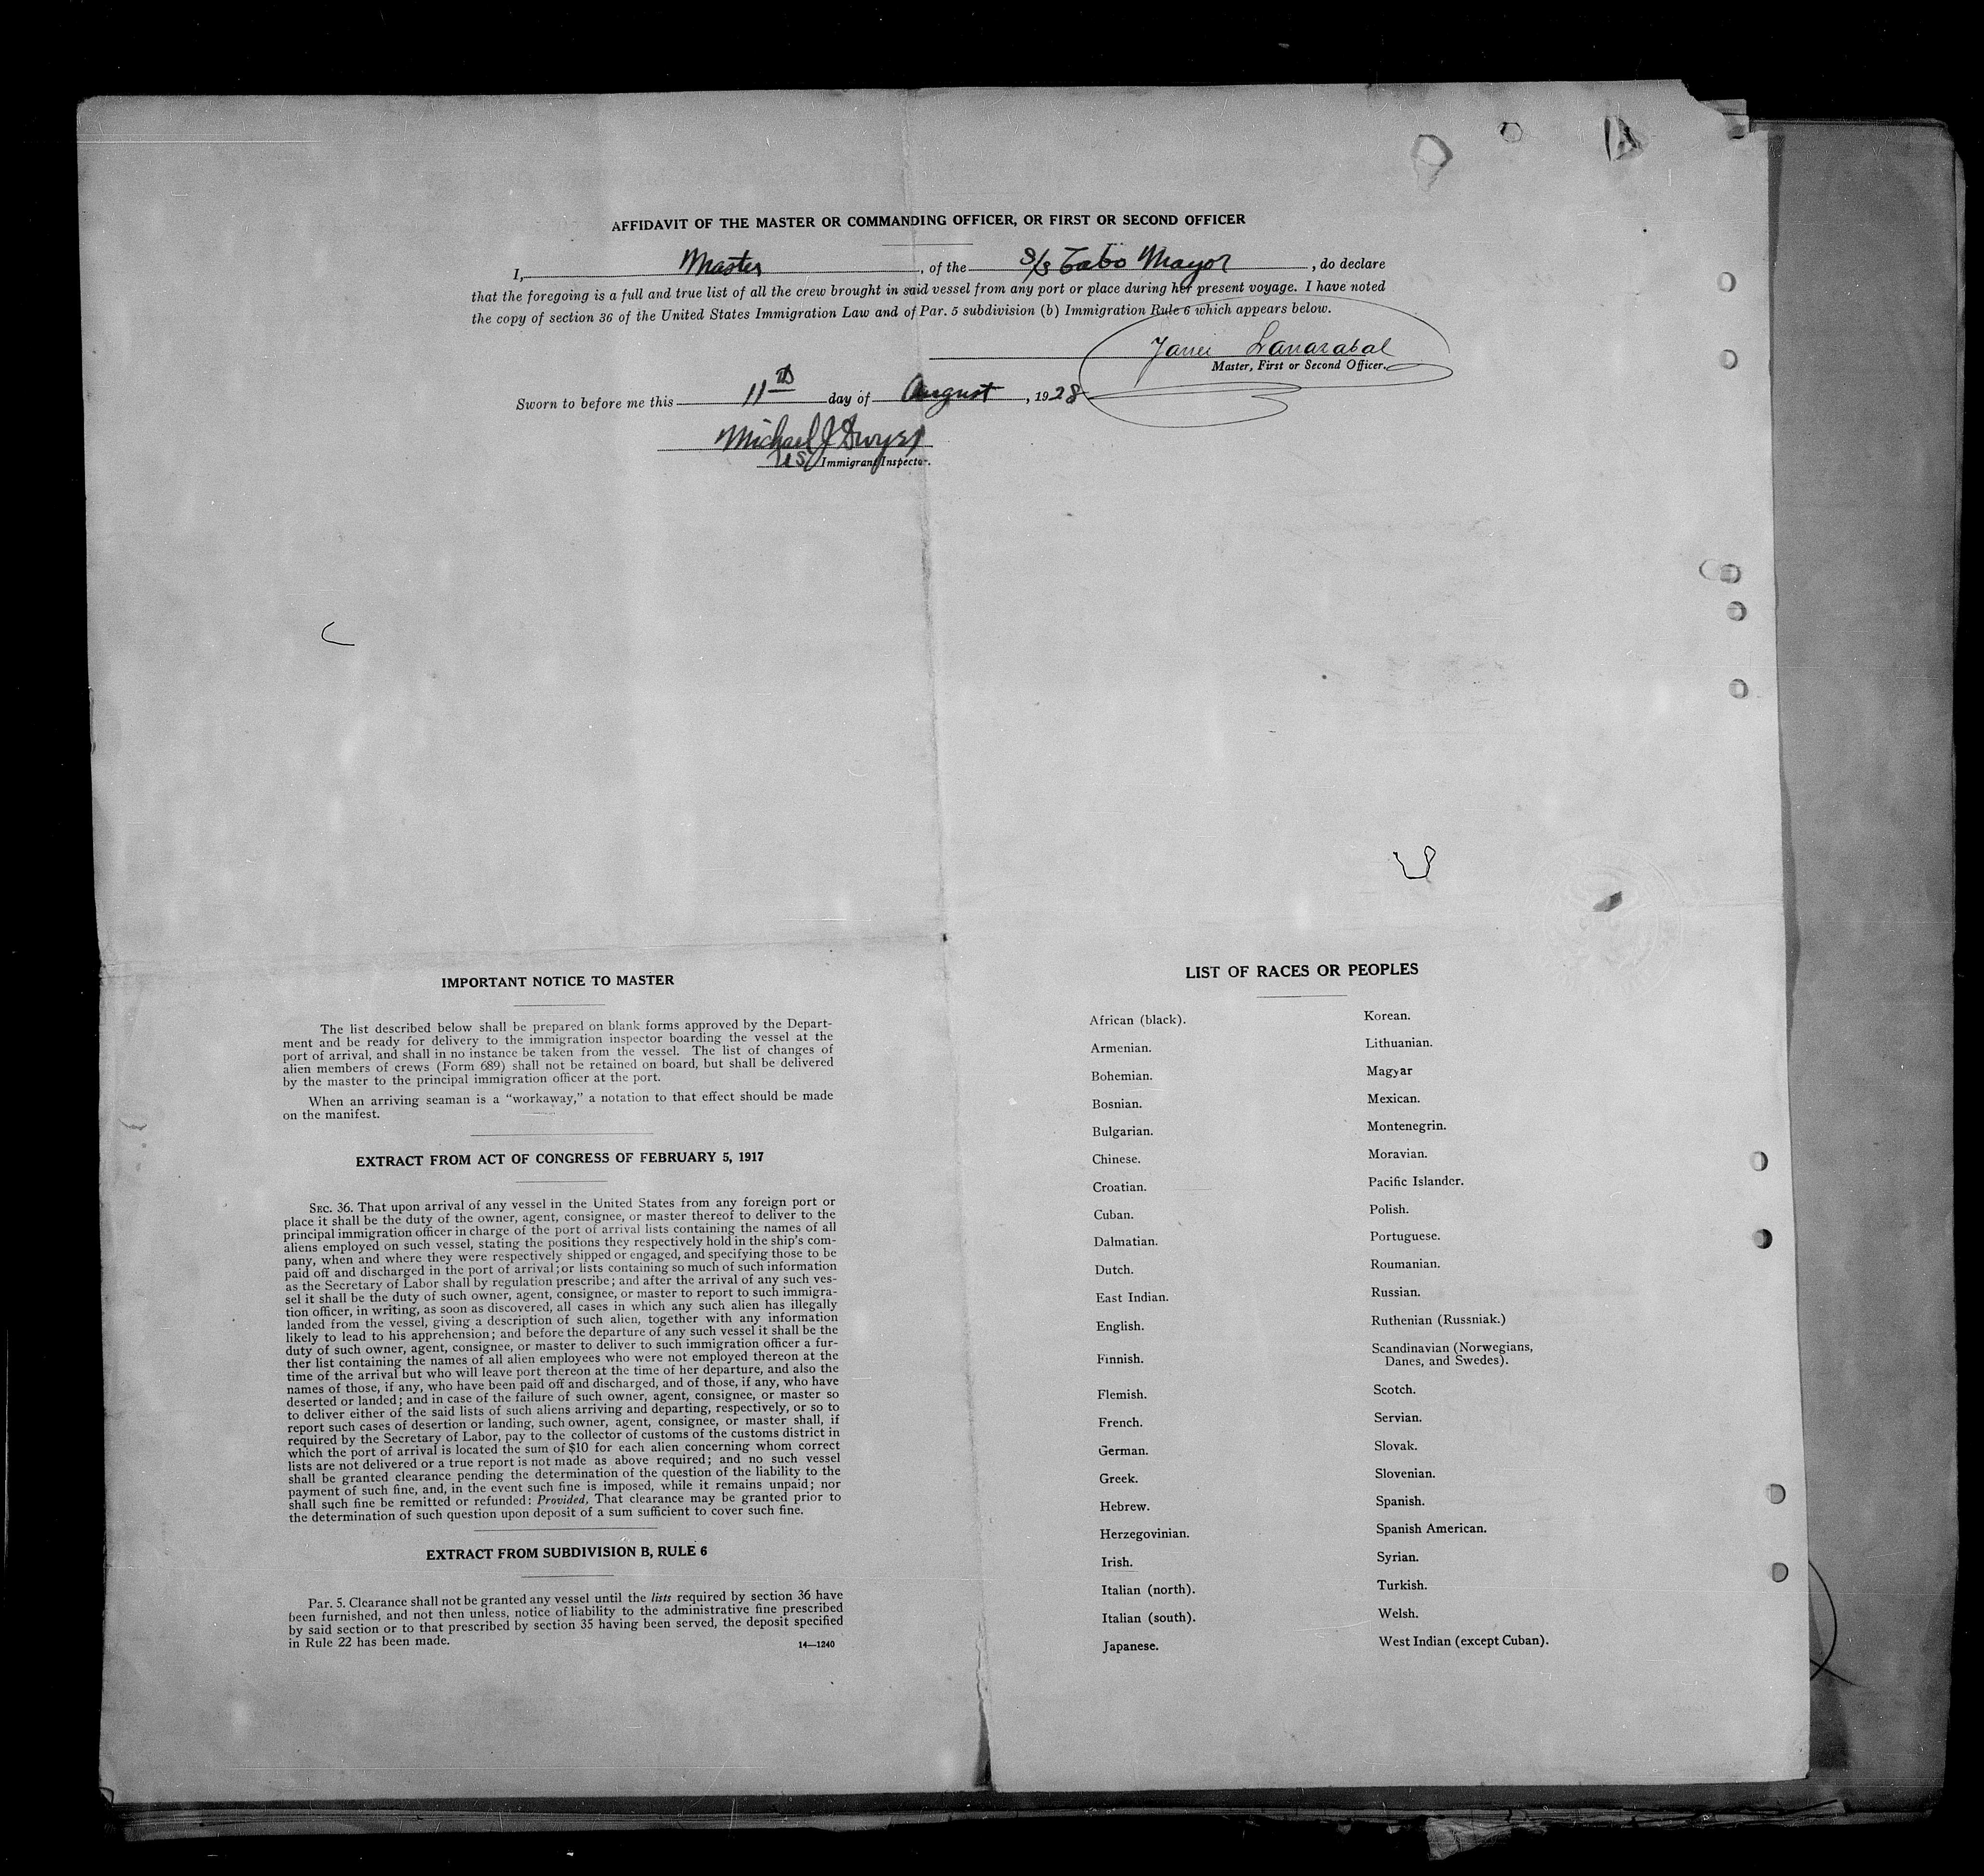 AFFIDAVIT OF THE MASTER OR COMMANDING OFFICER, OR FIRST OR SECOND OFFICER
I, Master, of the S/S Cabo Mayor, do declare
that the foregoing is a full and true list of all the crew brought in said vessel from any port or place during her present voyage. I have noted
the copy of section 36 of the United States Immigration Law and of Par. 5 subdivision (b) Immigration Rule 6 which appears below.
Master, First or Second Officer.
Sworn to before me this 11th day of August, 1928
Michael J Dwyer
US Immigrant Inspector.
IMPORTANT NOTICE TO MASTER
The list described below shall be prepared on blank forms approved by the Depart-
ment and be ready for delivery to the immigration inspector boarding the vessel at the
port of arrival, and shall in no instance be taken from the vessel. The list of changes of
alien members of crews (Form 689) shall not be retained on board, but shall be delivered
by the master to the principal immigration officer at the port.
When an arriving seaman is a "workaway," a notation to that effect should be made
on the manifest.
EXTRACT FROM ACT OF CONGRESS OF FEBRUARY 5, 1917
SEC. 36. That upon arrival of any vessel in the United States from any foreign port or
place it shall be the duty of the owner, agent, consignee, or master thereof to deliver to the
principal immigration officer in charge of the port of arrival lists containing the names of all
aliens employed on such vessel, stating the positions they respectively hold in the ship's com-
pany, when and where they were respectively shipped or engaged, and specifying those to be
paid off and discharged in the port of arrival; or lists containing so much of such information
as the Secretary of Labor shall by regulation prescribe; and after the arrival of any such ves-
sel it shall be the duty of such owner, agent, consignee, or master to report to such immigra-
tion officer, in writing, as soon as discovered, all cases in which any such alien has illegally
landed from the vessel, giving a description of such alien, together with any information
likely to lead to his apprehension; and before the departure of any such vessel it shall be the
duty of such owner, agent, consignee, or master to deliver to such immigration officer a fur-
ther list containing the names of all alien employees who were not employed thereon at the
time of the arrival but who will leave port thereon at the time of her departure, and also the
names of those, if any, who have been paid off and discharged, and of those, if any, who have
deserted or landed; and in case of the failure of such owner, agent, consignee, or master so
to deliver either of the said lists of such aliens arriving and departing, respectively, or so to
report such cases of desertion or landing, such owner, agent, consignee, or master shall, if
required by the Secretary of Labor, pay to the collector of customs of the customs district in
which the port of arrival is located the sum of $10 for each alien concerning whom correct
lists are not delivered or a true report is not made as above required; and no such vessel
shall be granted clearance pending the determination of the question of the liability to the
payment of such fine, and, in the event such fine is imposed, while it remains unpaid; nor
shall such fine be remitted or refunded: Provided, That clearance may be granted prior to
the determination of such question upon deposit of a sum sufficient to cover such fine.
EXTRACT FROM SUBDIVISION B, RULE 6
Par. 5. Clearance shall not be granted any vessel until the lists required by section 36 have
been furnished, and not then unless, notice of liability to the administrative fine prescribed
by said section or to that prescribed by section 35 having been served, the deposit specified
in Rule 22 has been made.
14—1240
LIST OF RACES OR PEOPLES
African (black).
Armenian.
Bohemian.
Bosnian.
Bulgarian.
Chinese.
Croatian.
Cuban.
Dalmatian.
Dutch.
East Indian.
English.
Finnish.
Flemish.
French.
German.
Greek.
Hebrew.
Herzegovinian.
Irish.
Italian (north).
Italian (south).
Japanese.
Korean.
Lithuanian.
Magyar
Mexican.
Montenegrin.
Moravian.
Pacific Islander.
Polish.
Portuguese.
Roumanian.
Russian.
Ruthenian (Russniak.)
Scandinavian (Norwegians,
Danes, and Swedes).
Scotch.
Servian.
Slovak.
Slovenian.
Spanish.
Spanish American.
Syrian.
Turkish.
Welsh.
West Indian (except Cuban).